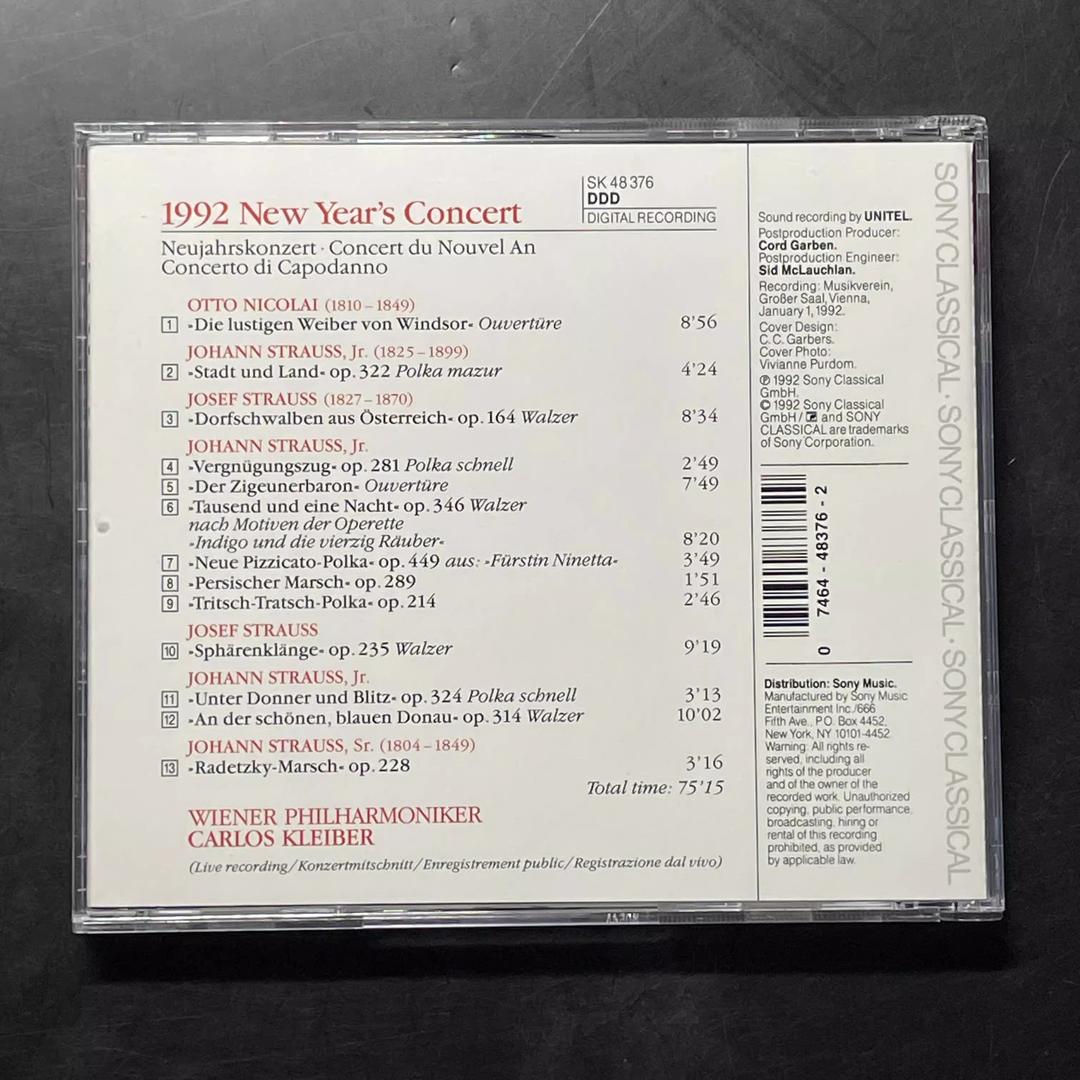 1992 New Year's Concert
SK 48 376
DDD
DIGITAL RECORDING
Neujahrskonzert · Concert du Nouvel An
Concerto di Capodanno
OTTO NICOLAI (1810–1849)
1 »Die lustigen Weiber von Windsor« Ouvertüre 8'56
JOHANN STRAUSS, Jr. (1825–1899)
2 »Stadt und Land« op. 322 Polka mazur 4'24
JOSEF STRAUSS (1827–1870)
3 »Dorfschwalben aus Österreich« op. 164 Walzer 8'34
JOHANN STRAUSS, Jr.
4 »Vergnügungszug« op. 281 Polka schnell 2'49
5 »Der Zigeunerbaron« Ouvertüre 7'49
6 »Tausend und eine Nacht« op. 346 Walzer
nach Motiven der Operette
»Indigo und die vierzig Räuber« 8'20
7 »Neue Pizzicato-Polka« op. 449 aus: »Fürstin Ninetta« 3'49
8 »Persischer Marsch« op. 289 1'51
9 »Tritsch-Tratsch-Polka« op. 214 2'46
JOSEF STRAUSS
10 »Sphärenklänge« op. 235 Walzer 9'19
JOHANN STRAUSS, Jr.
11 »Unter Donner und Blitz« op. 324 Polka schnell 3'13
12 »An der schönen, blauen Donau« op. 314 Walzer 10'02
JOHANN STRAUSS, Sr. (1804–1849)
13 »Radetzky-Marsch« op. 228 3'16
Total time: 75'15
WIENER PHILHARMONIKER
CARLOS KLEIBER
(Live recording/Konzertmitschnitt/Enregistrement public/Registrazione dal vivo)
Sound recording by UNITEL.
Postproduction Producer:
Cord Garben.
Postproduction Engineer:
Sid McLauchlan.
Recording: Musikverein,
Großer Saal, Vienna,
January 1, 1992.
Cover Design:
C. C. Garbers.
Cover Photo:
Vivianne Purdom.
℗ 1992 Sony Classical
GmbH.
© 1992 Sony Classical
GmbH/ and SONY
CLASSICAL are trademarks
of Sony Corporation.
0 7464-48376-2
Distribution: Sony Music.
Manufactured by Sony Music
Entertainment Inc./666
Fifth Ave., P.O. Box 4452,
New York, NY 10101-4452.
Warning: All rights re-
served, including all
rights of the producer
and of the owner of the
recorded work. Unauthorized
copying, public performance,
broadcasting, hiring or
rental of this recording
prohibited, as provided
by applicable law.
SONY CLASSICAL · SONY CLASSICAL · SONY CLASSICAL